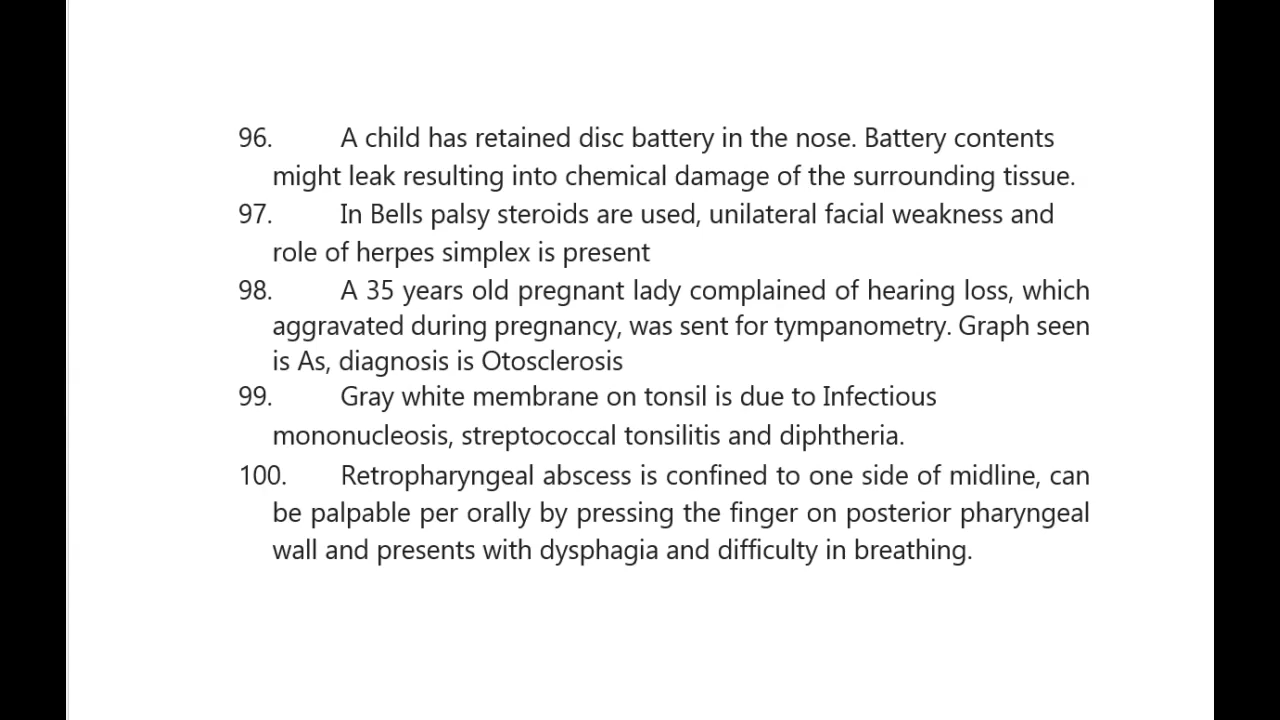 96. A child has retained disc battery in the nose. Battery contents
might leak resulting into chemical damage of the surrounding tissue.
97. In Bells palsy steroids are used, unilateral facial weakness and
role of herpes simplex is present
98. A 35 years old pregnant lady complained of hearing loss, which
aggravated during pregnancy, was sent for tympanometry. Graph seen
is As, diagnosis is Otosclerosis
99. Gray white membrane on tonsil is due to Infectious
mononucleosis, streptococcal tonsilitis and diphtheria.
100. Retropharyngeal abscess is confined to one side of midline, can
be palpable per orally by pressing the finger on posterior pharyngeal
wall and presents with dysphagia and difficulty in breathing.